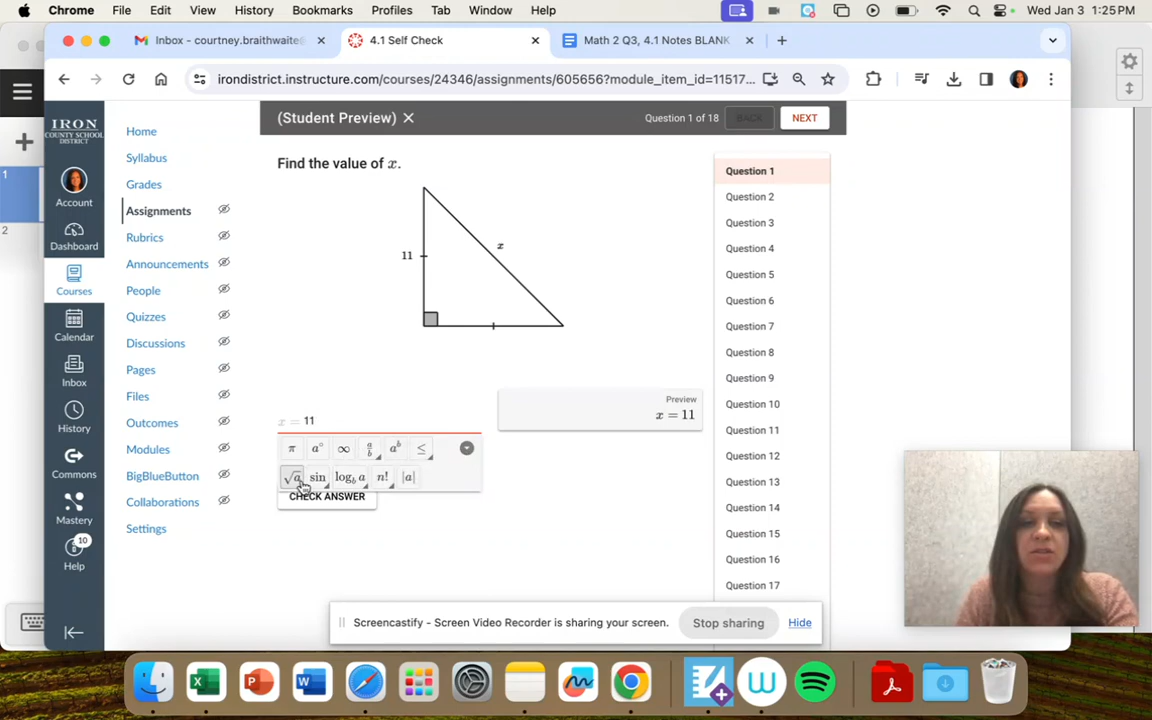 Chrome File Edit View History Bookmarks Profiles Tab Window Help Wed Jan 3 1:25 PM
Inbox - courtney.braithwaite@ 4.1 Self Check Math 2 Q3, 4.1 Notes BLANK
irondistrict.instructure.com/courses/24346/assignments/605656?module_item_id=11517...
IRON
COUNTY SCHOOL
DISTRICT
Account
Dashboard
Courses
Calendar
Inbox
History
Commons
Mastery
10
Help
1
2
Home
Syllabus
Grades
Assignments
Rubrics
Announcements
People
Quizzes
Discussions
Pages
Files
Outcomes
Modules
BigBlueButton
Collaborations
Settings
(Student Preview) Question 1 of 18 BACK NEXT
Find the value of x.
11
x
Preview
x = 11
x = 11
π a° ∞ a/b a^b ≤
√a sin log_b a n! |a|
CHECK ANSWER
Question 1
Question 2
Question 3
Question 4
Question 5
Question 6
Question 7
Question 8
Question 9
Question 10
Question 11
Question 12
Question 13
Question 14
Question 15
Question 16
Question 17
Screencastify - Screen Video Recorder is sharing your screen. Stop sharing Hide